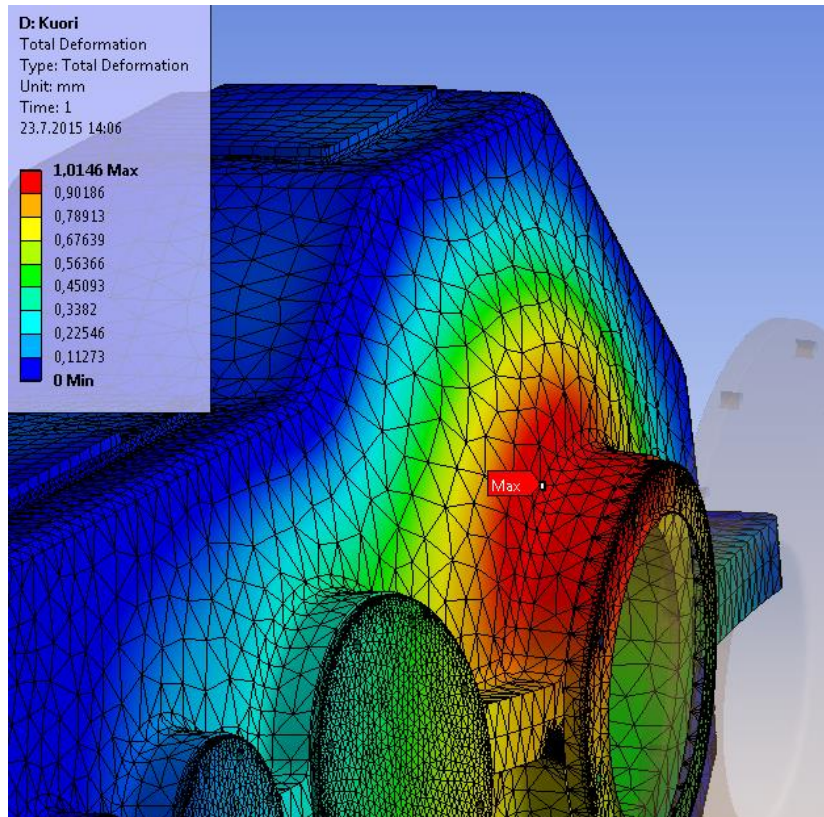 D: Kuori
Total Deformation
Type: Total Deformation
Unit: mm
Time: 1
23.7.2015 14:06
1,0146 Max
0,90186
0,78913
0,67639
0,56366
0,45093
0,3382
0,22546
0,11273
0 Min
Max